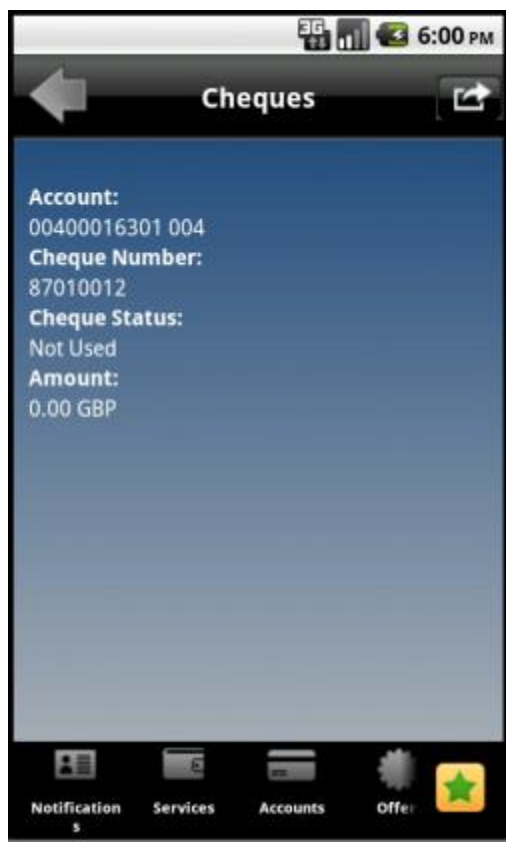 3G 6:00 PM
Cheques
Account:
00400016301 004
Cheque Number:
87010012
Cheque Status:
Not Used
Amount:
0.00 GBP
Notification
s
Services
Accounts
Offer